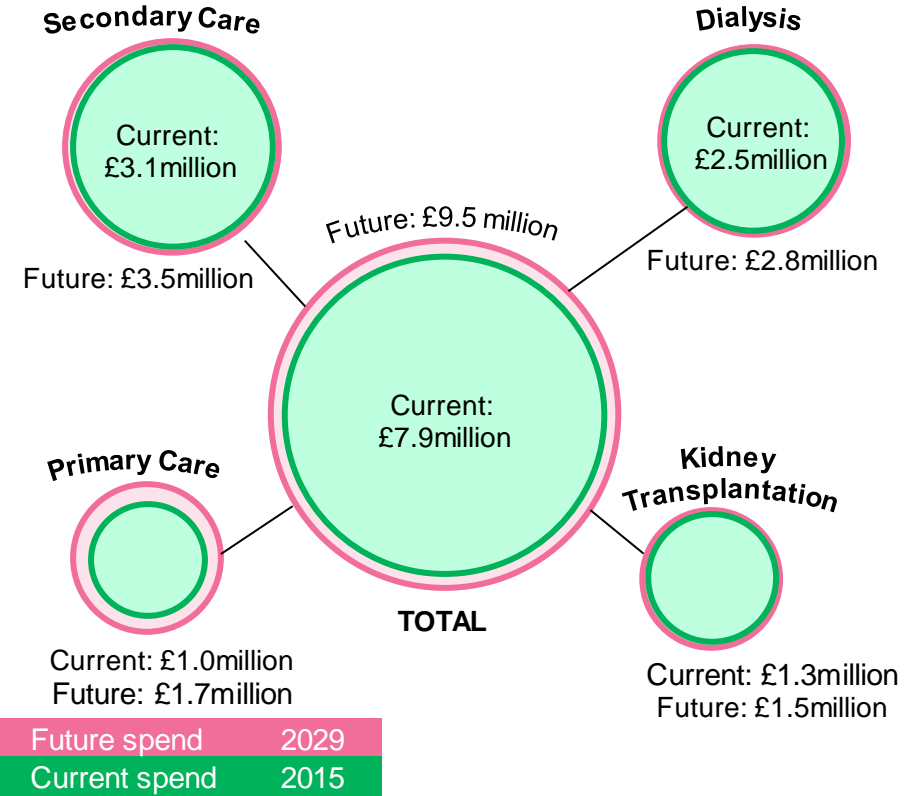 Secondary Care
Current:
£3.1million
Future: £3.5million
Dialysis
Current:
£2.5million
Future: £2.8million
Future: £9.5 million
Current:
£7.9million
TOTAL
Primary Care
Current: £1.0million
Future: £1.7million
Kidney
Transplantation
Current: £1.3million
Future: £1.5million
Future spend 2029
Current spend 2015